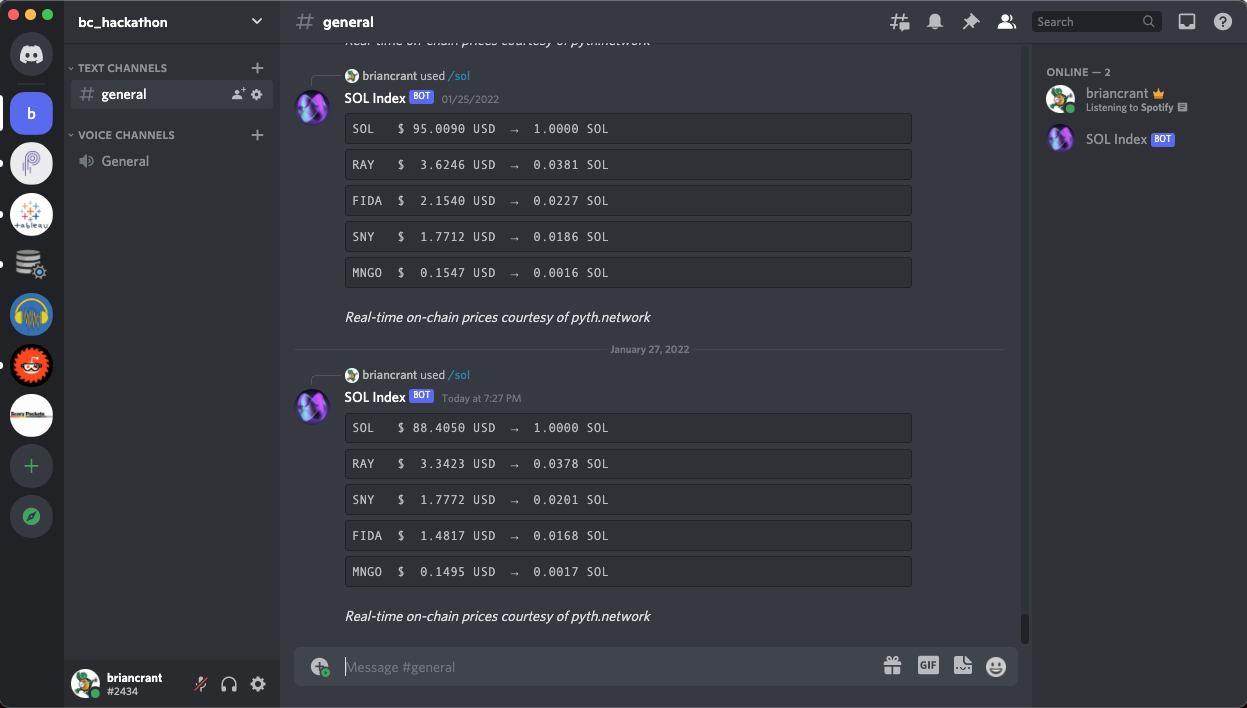 bc_hackathon
TEXT CHANNELS
general
VOICE CHANNELS
General
b
tableau
briancrant
#2434
general
Search
Real-time on-chain prices courtesy of pyth.network
briancrant used /sol
SOL Index BOT 01/25/2022
SOL $ 95.0090 USD → 1.0000 SOL
RAY $ 3.6246 USD → 0.0381 SOL
FIDA $ 2.1540 USD → 0.0227 SOL
SNY $ 1.7712 USD → 0.0186 SOL
MNGO $ 0.1547 USD → 0.0016 SOL
Real-time on-chain prices courtesy of pyth.network
January 27, 2022
briancrant used /sol
SOL Index BOT Today at 7:27 PM
SOL $ 88.4050 USD → 1.0000 SOL
RAY $ 3.3423 USD → 0.0378 SOL
SNY $ 1.7772 USD → 0.0201 SOL
FIDA $ 1.4817 USD → 0.0168 SOL
MNGO $ 0.1495 USD → 0.0017 SOL
Real-time on-chain prices courtesy of pyth.network
Message #general
GIF
ONLINE — 2
briancrant
Listening to Spotify
SOL Index BOT